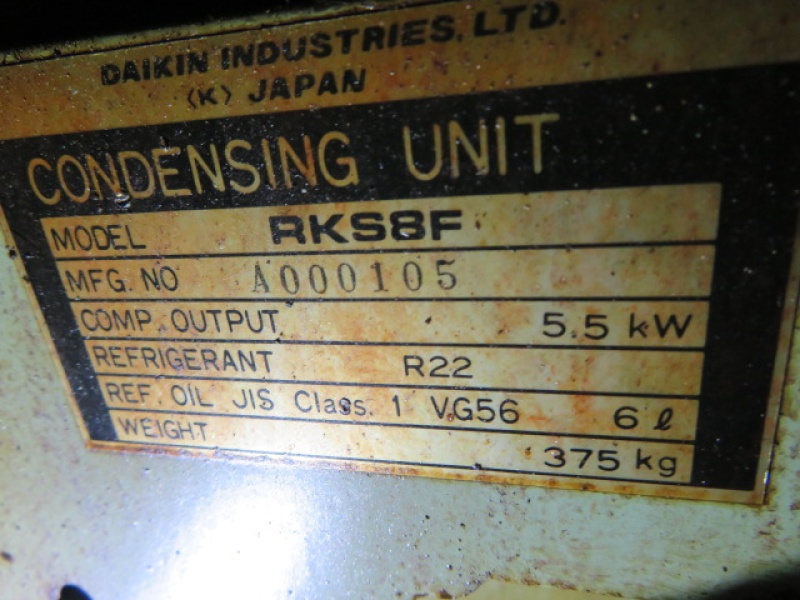 DAIKIN INDUSTRIES, LTD.
〈K〉 JAPAN
CONDENSING UNIT
MODEL RKS8F
MFG. NO A000105
COMP. OUTPUT 5.5 kW
REFRIGERANT R22
REF. OIL JIS Class. 1 VG56 6 ℓ
WEIGHT 375 kg